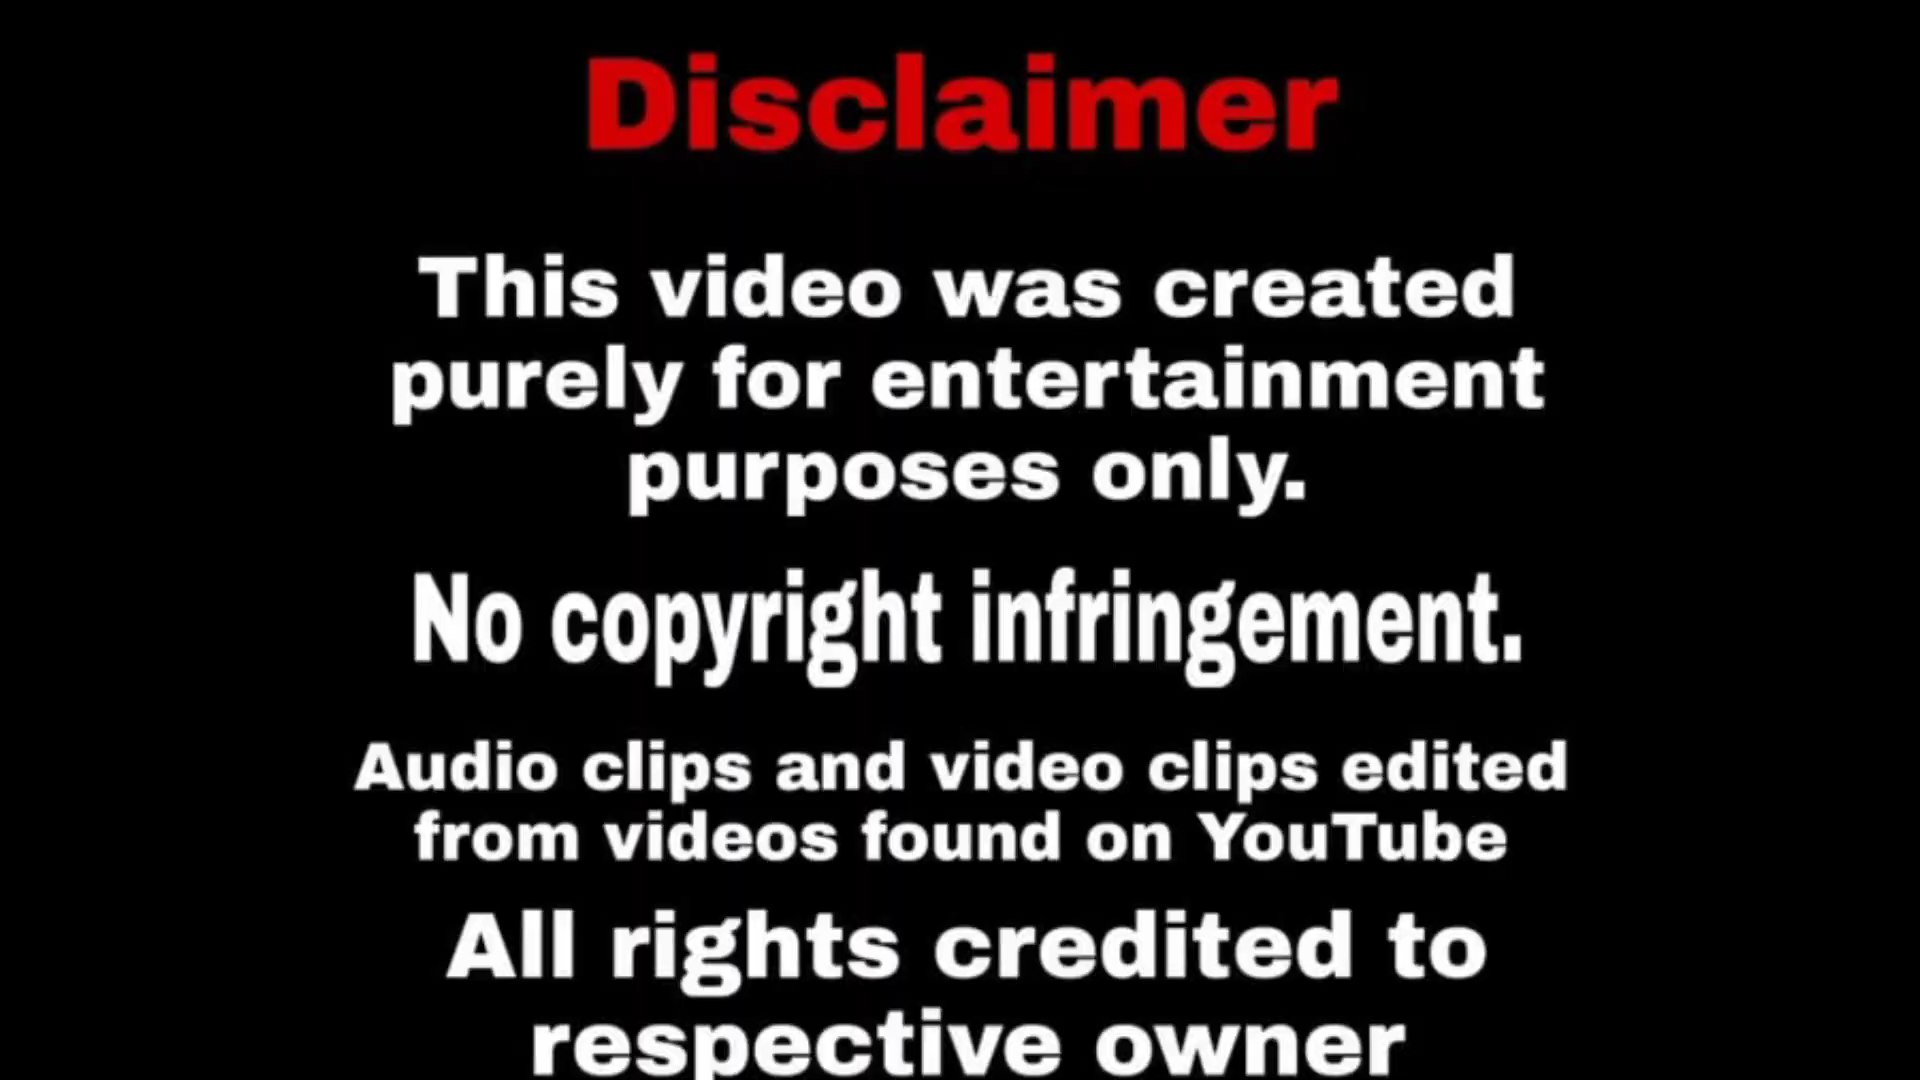 Disclaimer
This video was created
purely for entertainment
purposes only.
No copyright infringement.
Audio clips and video clips edited
from videos found on YouTube
All rights credited to
respective owner